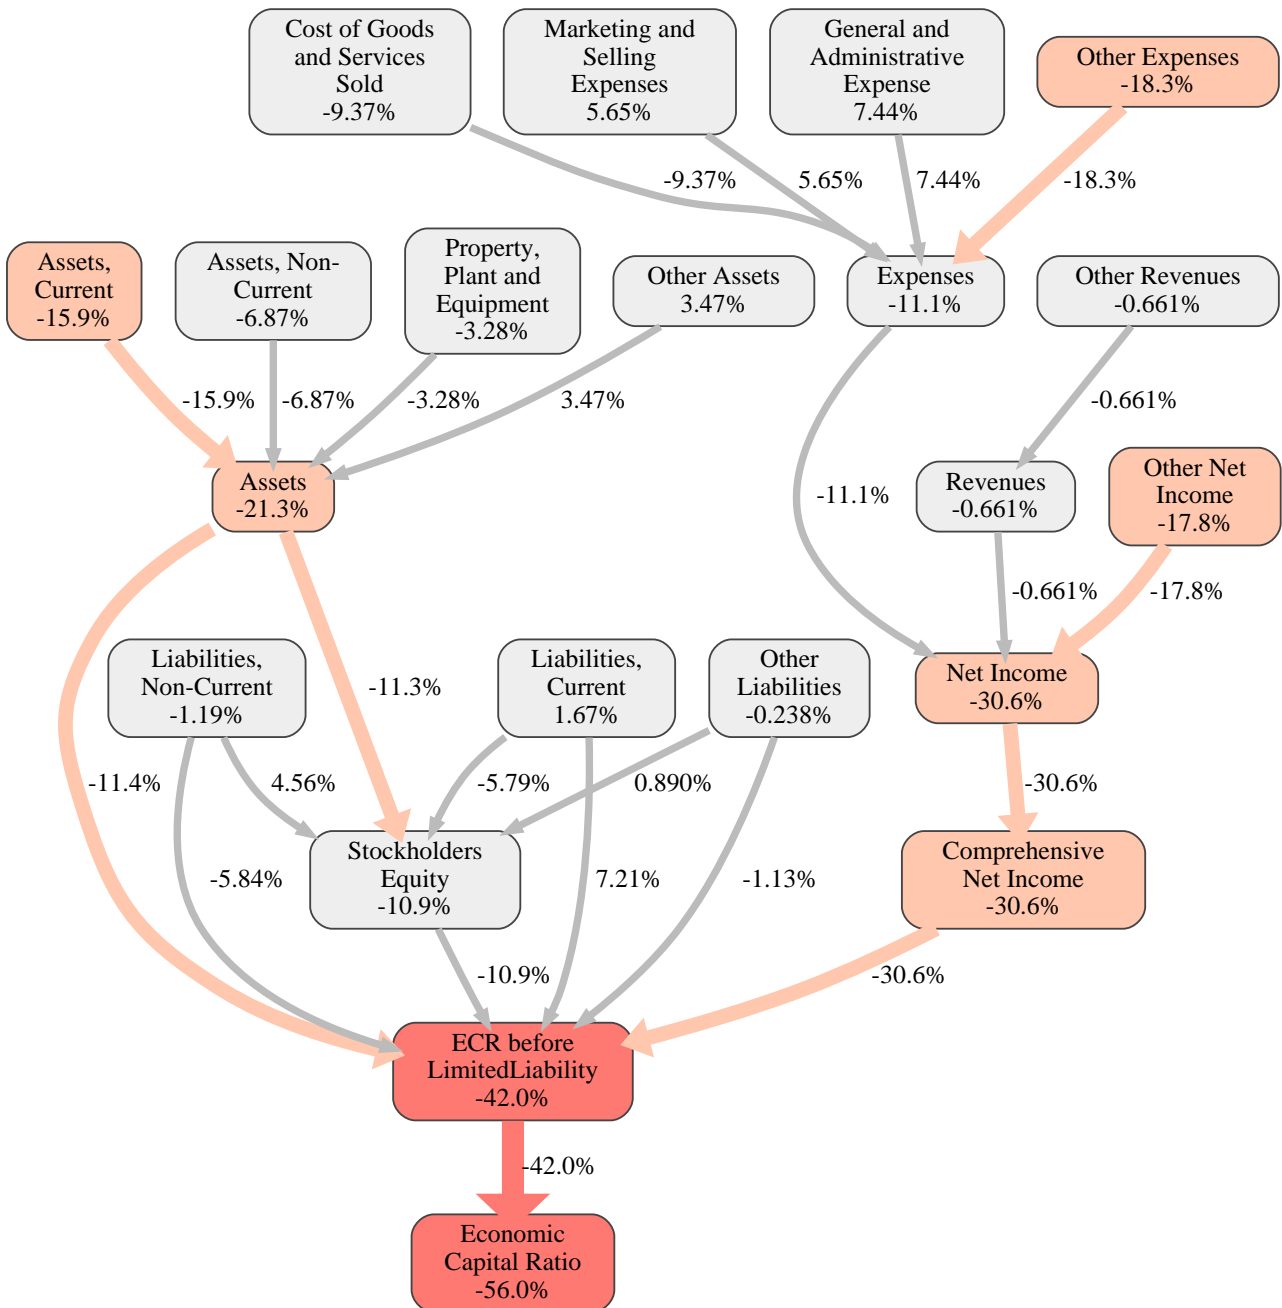 Cost of Goods
and Services
Sold
-9.37%
Marketing and
Selling
Expenses
5.65%
General and
Administrative
Expense
7.44%
Other Expenses
-18.3%
-9.37%
5.65%
7.44%
-18.3%
Assets,
Current
-15.9%
Assets, Non-
Current
-6.87%
Property,
Plant and
Equipment
-3.28%
Other Assets
3.47%
Expenses
-11.1%
Other Revenues
-0.661%
-15.9%
-6.87%
-3.28%
3.47%
-0.661%
Assets
-21.3%
-11.1%
Revenues
-0.661%
Other Net
Income
-17.8%
-0.661%
-17.8%
Liabilities,
Non-Current
-1.19%
-11.3%
Liabilities,
Current
1.67%
Other
Liabilities
-0.238%
Net Income
-30.6%
-11.4%
4.56%
-5.79%
0.890%
-30.6%
Stockholders
Equity
-10.9%
Comprehensive
Net Income
-30.6%
-5.84%
7.21%
-1.13%
-10.9%
-30.6%
ECR before
LimitedLiability
-42.0%
-42.0%
Economic
Capital Ratio
-56.0%